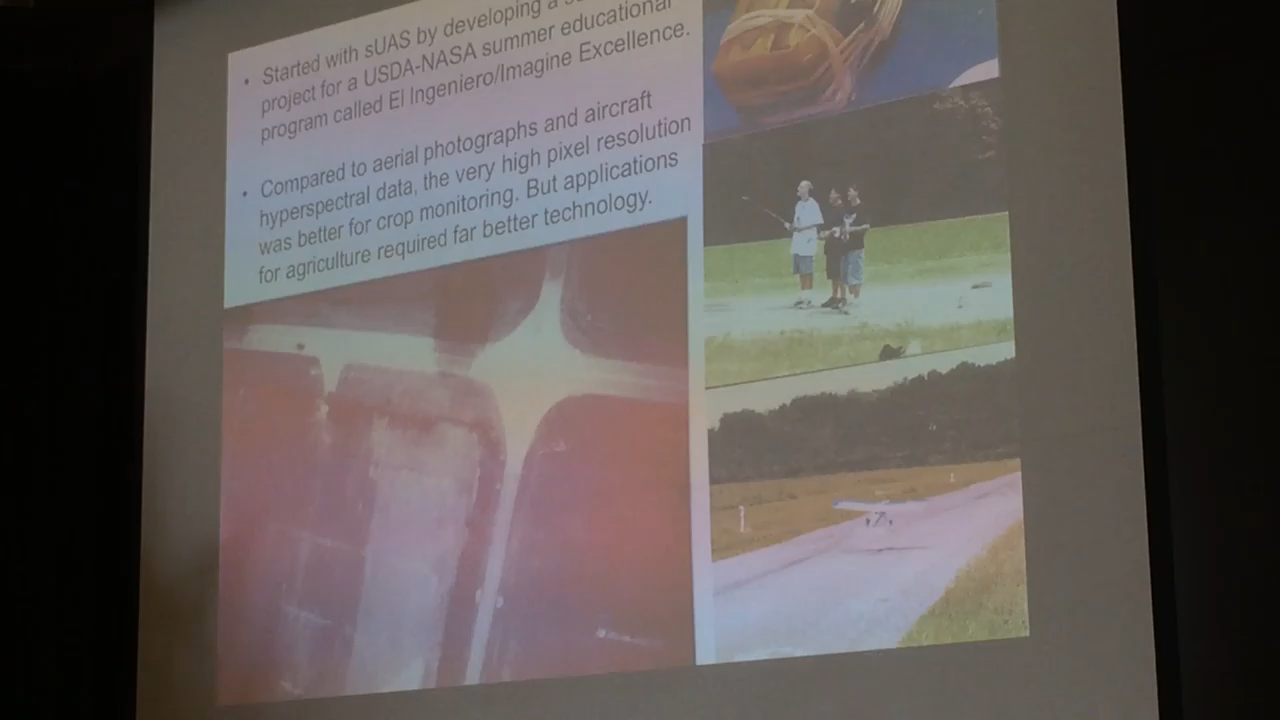 • Started with sUAS by developing a
project for a USDA-NASA summer educational
program called El Ingeniero/Imagine Excellence.
• Compared to aerial photographs and aircraft
hyperspectral data, the very high pixel resolution
was better for crop monitoring. But applications
for agriculture required far better technology.